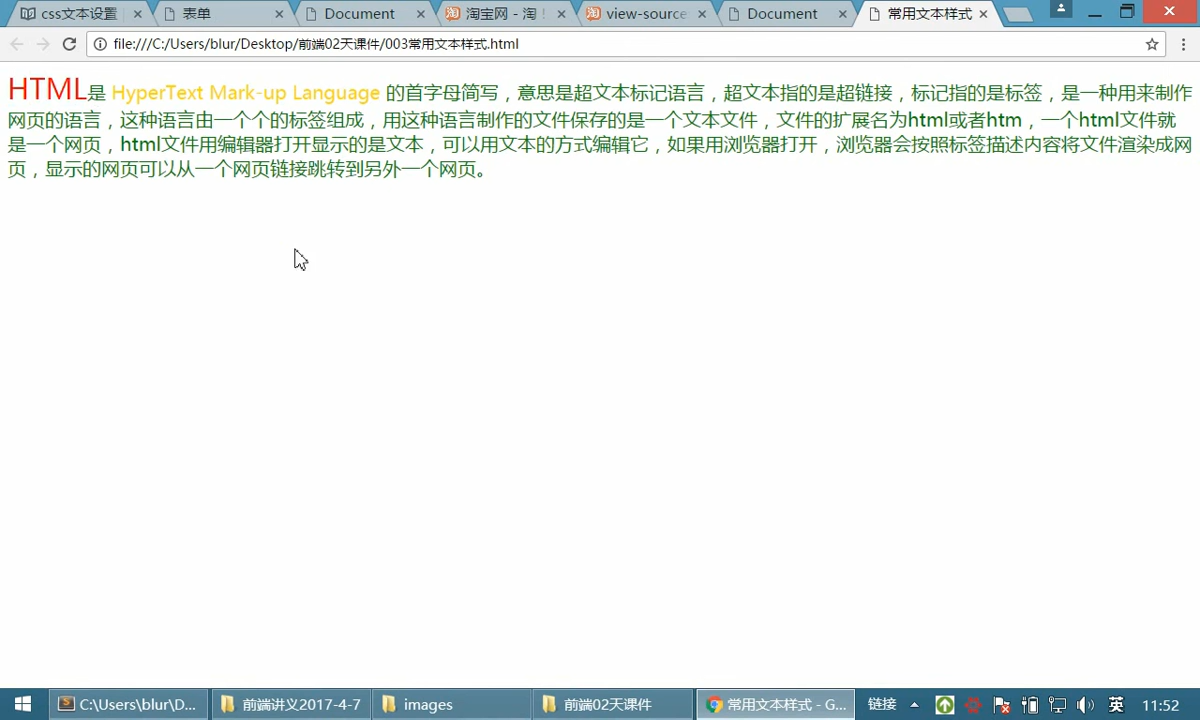 css文本设置
表单
Document
淘宝网 - 淘！
view-source
Document
常用文本样式
file:///C:/Users/blur/Desktop/前端02天课件/003常用文本样式.html
HTML是 HyperText Mark-up Language 的首字母简写，意思是超文本标记语言，超文本指的是超链接，标记指的是标签，是一种用来制作
网页的语言，这种语言由一个个的标签组成，用这种语言制作的文件保存的是一个文本文件，文件的扩展名为html或者htm，一个html文件就
是一个网页，html文件用编辑器打开显示的是文本，可以用文本的方式编辑它，如果用浏览器打开，浏览器会按照标签描述内容将文件渲染成网
页，显示的网页可以从一个网页链接跳转到另外一个网页。
C:\Users\blur\D...
前端讲义2017-4-7
images
前端02天课件
常用文本样式 - G...
链接
英
11:52